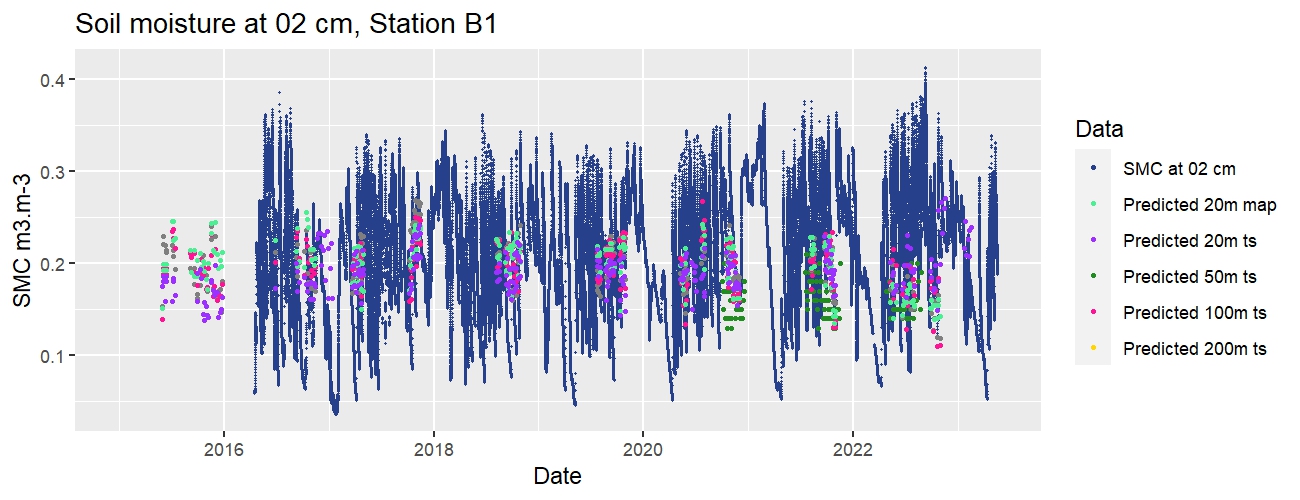 Soil moisture at 02 cm, Station B1
SMC m3.m-3
0.4
0.3
0.2
0.1
2016
2018
2020
2022
Date
Data
SMC at 02 cm
Predicted 20m map
Predicted 20m ts
Predicted 50m ts
Predicted 100m ts
Predicted 200m ts